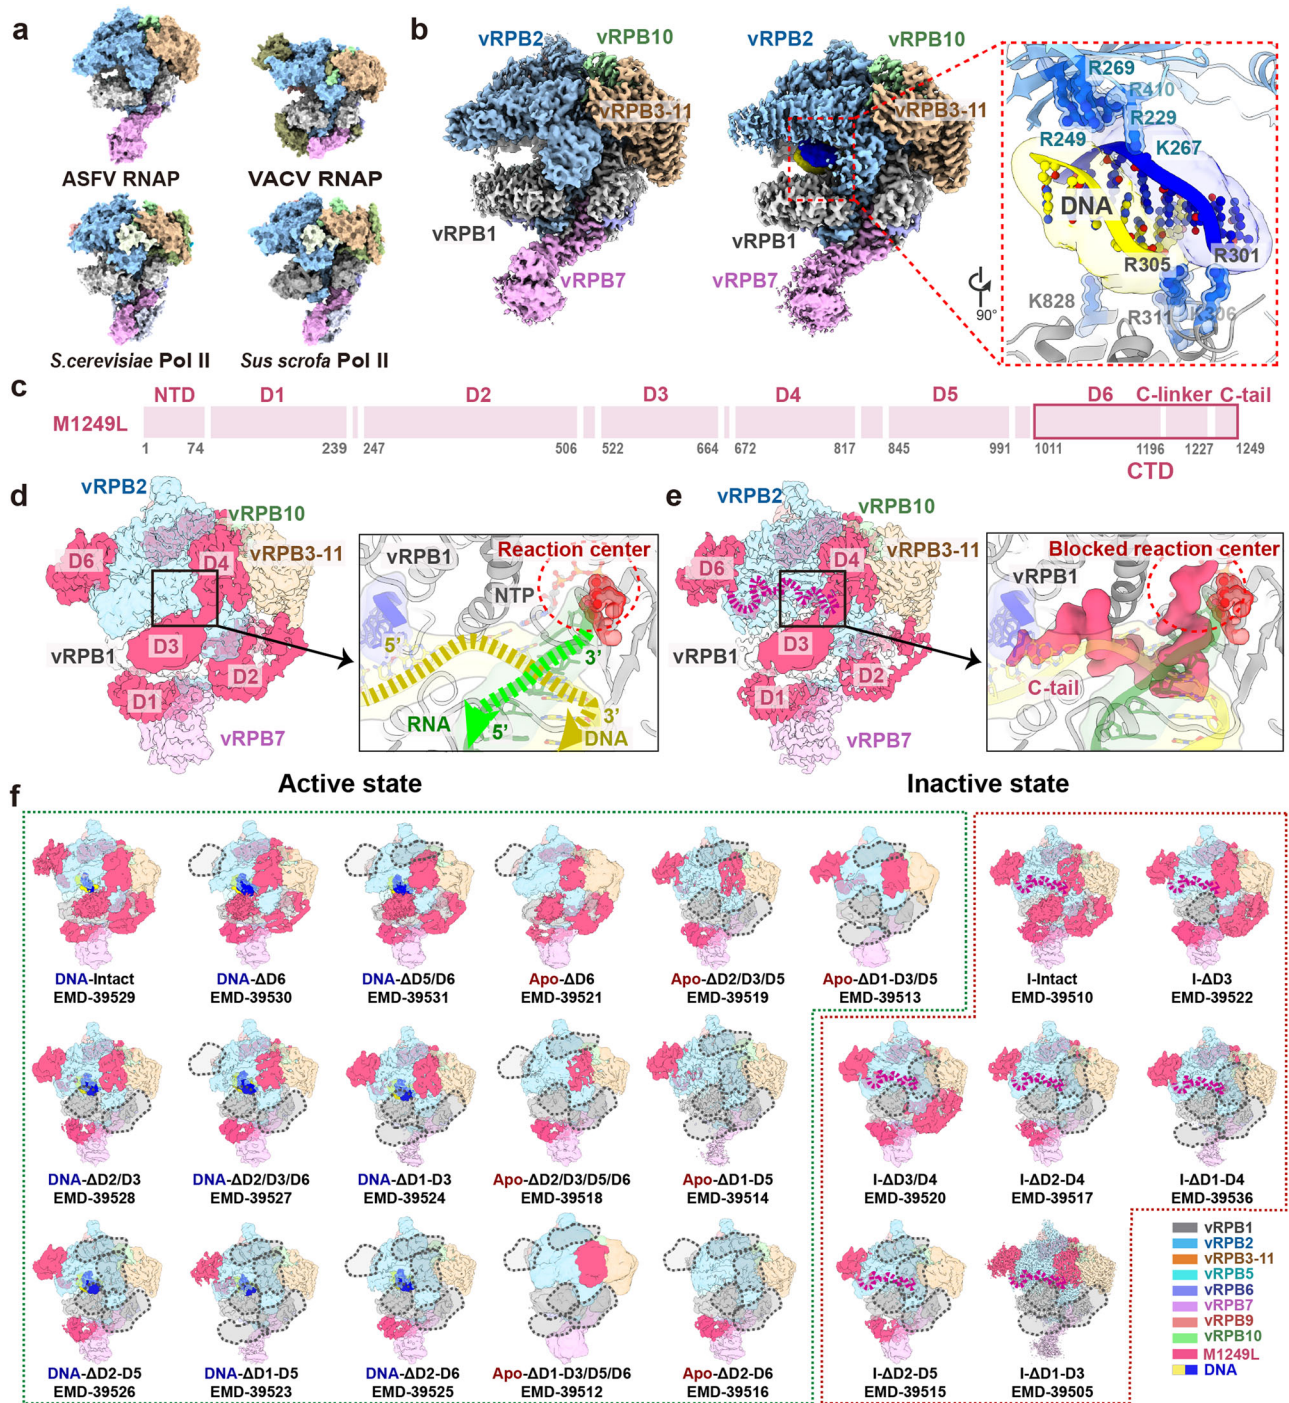 a
ASFV RNAP
VACV RNAP
S.cerevisiae Pol II
Sus scrofa Pol II
b
vRPB2
vRPB10
vRPB3-11
vRPB1
vRPB7
vRPB2
vRPB10
vRPB3-11
vRPB1
vRPB7
90°
R269
R410
R229
R249
K267
DNA
R305
R301
K828
R311
K306
c
NTD
D1
D2
D3
D4
D5
D6
C-linker
C-tail
M1249L
1
74
239
247
506
522
664
672
817
845
991
1011
1196
1227
1249
CTD
d
vRPB2
vRPB10
vRPB3-11
D6
D4
vRPB1
D3
D2
D1
vRPB7
vRPB1
Reaction center
NTP
5’
3’
RNA
5’
3’
DNA
Active state
e
vRPB2
vRPB10
vRPB3-11
D6
D4
vRPB1
D3
D2
D1
vRPB7
Blocked reaction center
vRPB1
C-tail
Inactive state
f
DNA-Intact
EMD-39529
DNA-ΔD6
EMD-39530
DNA-ΔD5/D6
EMD-39531
Apo-ΔD6
EMD-39521
Apo-ΔD2/D3/D5
EMD-39519
Apo-ΔD1-D3/D5
EMD-39513
I-Intact
EMD-39510
I-ΔD3
EMD-39522
DNA-ΔD2/D3
EMD-39528
DNA-ΔD2/D3/D6
EMD-39527
DNA-ΔD1-D3
EMD-39524
Apo-ΔD2/D3/D5/D6
EMD-39518
Apo-ΔD1-D5
EMD-39514
I-ΔD3/D4
EMD-39520
I-ΔD2-D4
EMD-39517
I-ΔD1-D4
EMD-39536
DNA-ΔD2-D5
EMD-39526
DNA-ΔD1-D5
EMD-39523
DNA-ΔD2-D6
EMD-39525
Apo-ΔD1-D3/D5/D6
EMD-39512
Apo-ΔD2-D6
EMD-39516
I-ΔD2-D5
EMD-39515
I-ΔD1-D3
EMD-39505
vRPB1
vRPB2
vRPB3-11
vRPB5
vRPB6
vRPB7
vRPB9
vRPB10
M1249L
DNA